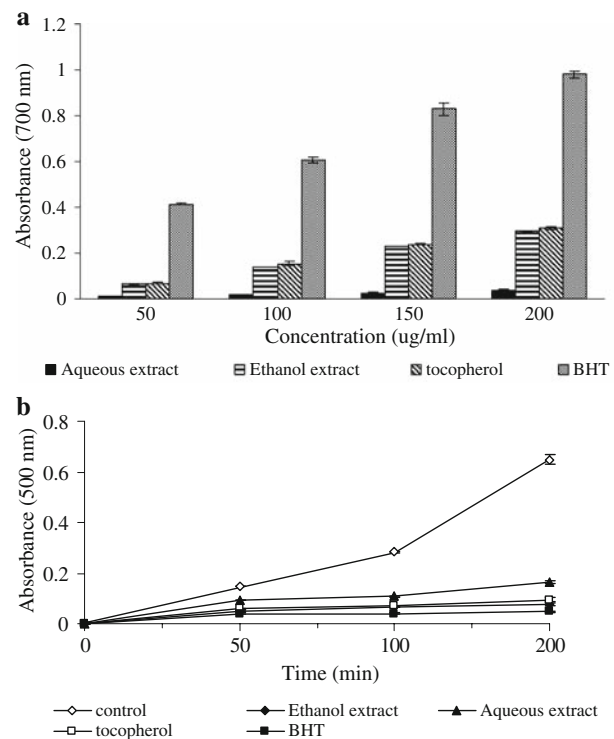 a
Absorbance (700 nm)
1.2
1
0.8
0.6
0.4
0.2
0
50 100 150 200
Concentration (ug/ml)
Aqueous extract Ethanol extract tocopherol BHT
b
Absorbance (500 nm)
0.8
0.6
0.4
0.2
0
0 50 100 200
Time (min)
control Ethanol extract Aqueous extract
tocopherol BHT